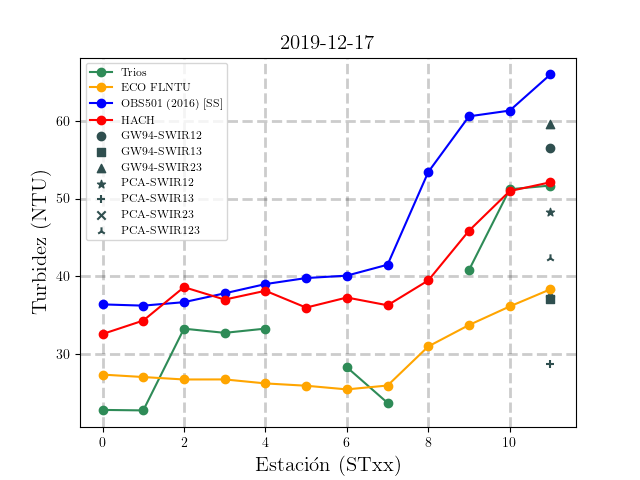 2019-12-17
Trios
ECO FLNTU
OBS501 (2016) [SS]
HACH
GW94-SWIR12
GW94-SWIR13
GW94-SWIR23
PCA-SWIR12
PCA-SWIR13
PCA-SWIR23
PCA-SWIR123
60
50
40
30
Turbidez (NTU)
0 2 4 6 8 10
Estación (STxx)